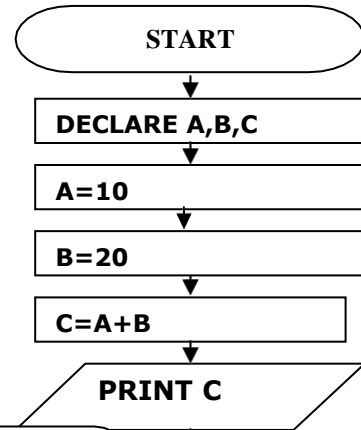 START
DECLARE A,B,C
A=10
B=20
C=A+B
PRINT C